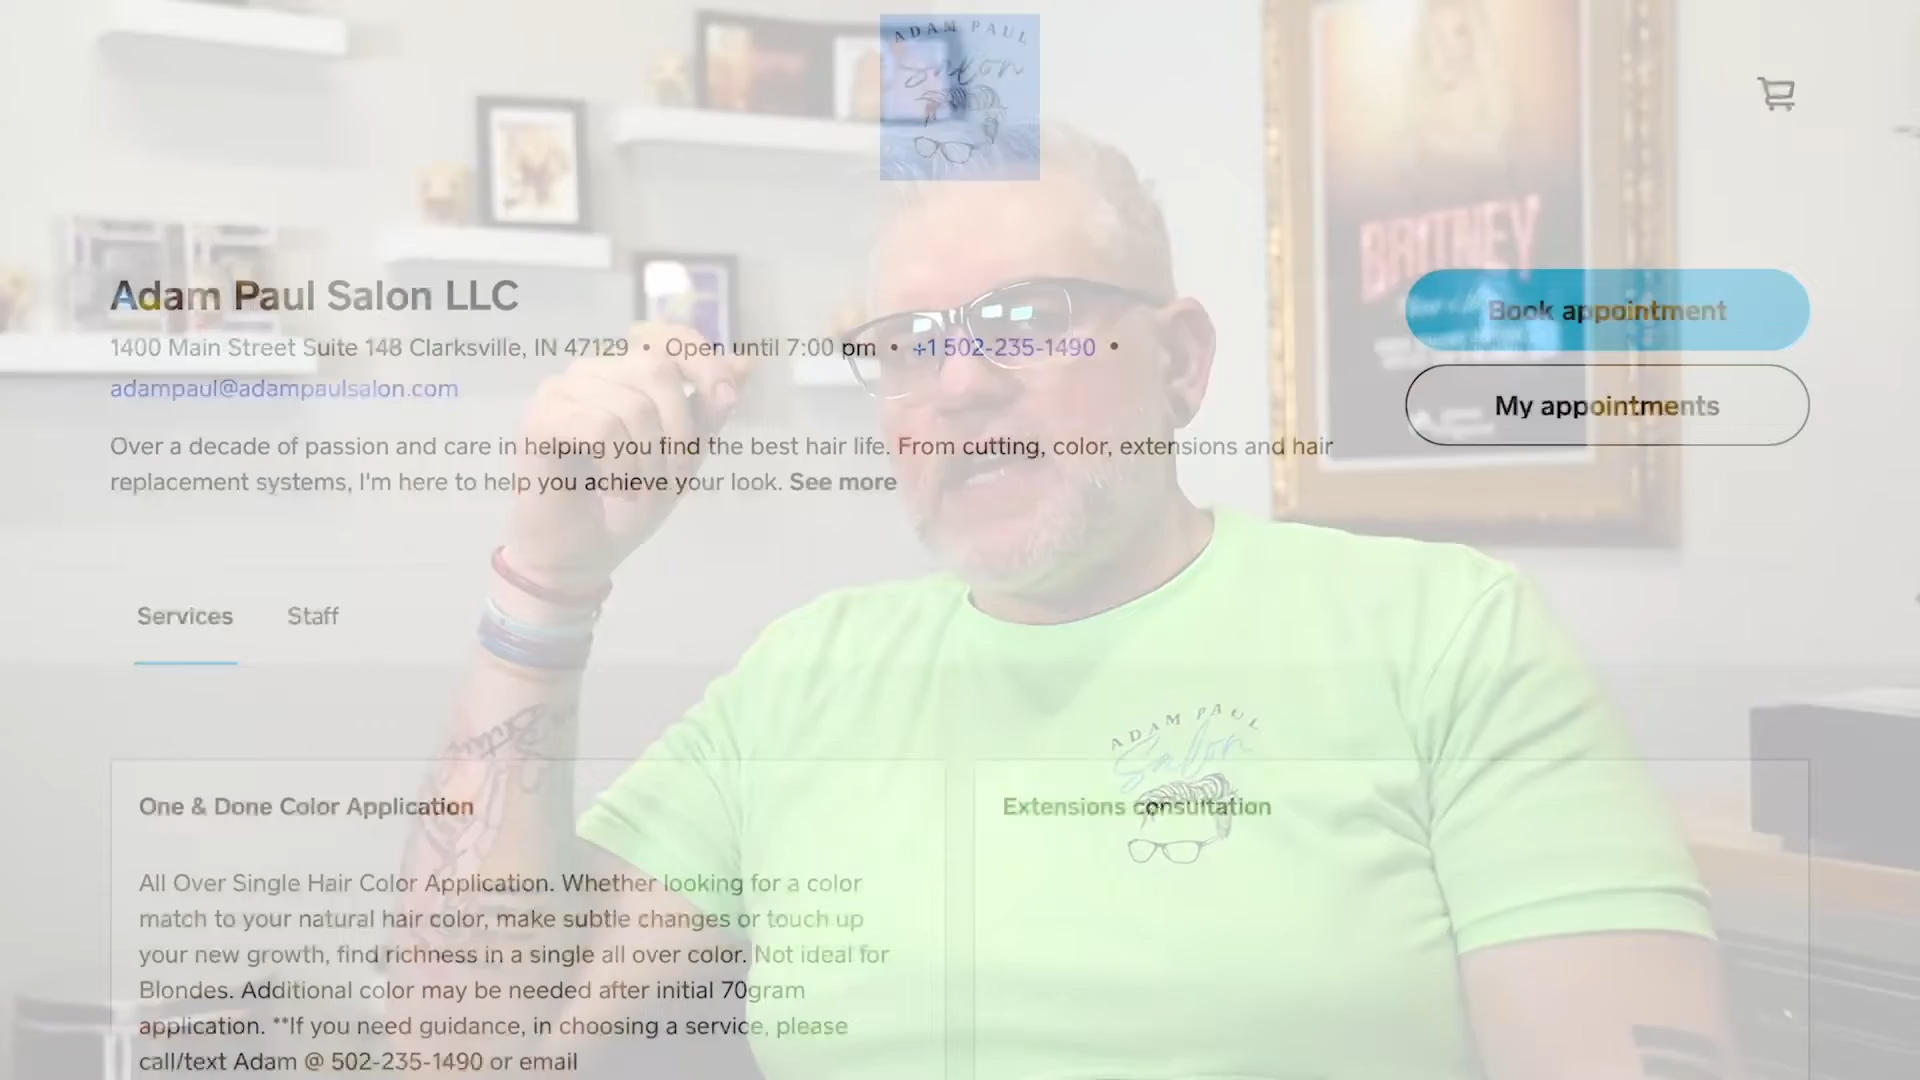 ADAM PAUL
Salon
BRITNEY
Adam Paul Salon LLC
Book appointment
1400 Main Street Suite 148 Clarksville, IN 47129 • Open until 7:00 pm • +1 502-235-1490 •
adampaul@adampaulsalon.com
My appointments
Over a decade of passion and care in helping you find the best hair life. From cutting, color, extensions and hair
replacement systems, I'm here to help you achieve your look. See more
Services
Staff
ADAM PAUL
Salon
One & Done Color Application
Extensions consultation
All Over Single Hair Color Application. Whether looking for a color
match to your natural hair color, make subtle changes or touch up
your new growth, find richness in a single all over color. Not ideal for
Blondes. Additional color may be needed after initial 70gram
application. **If you need guidance, in choosing a service, please
call/text Adam @ 502-235-1490 or email